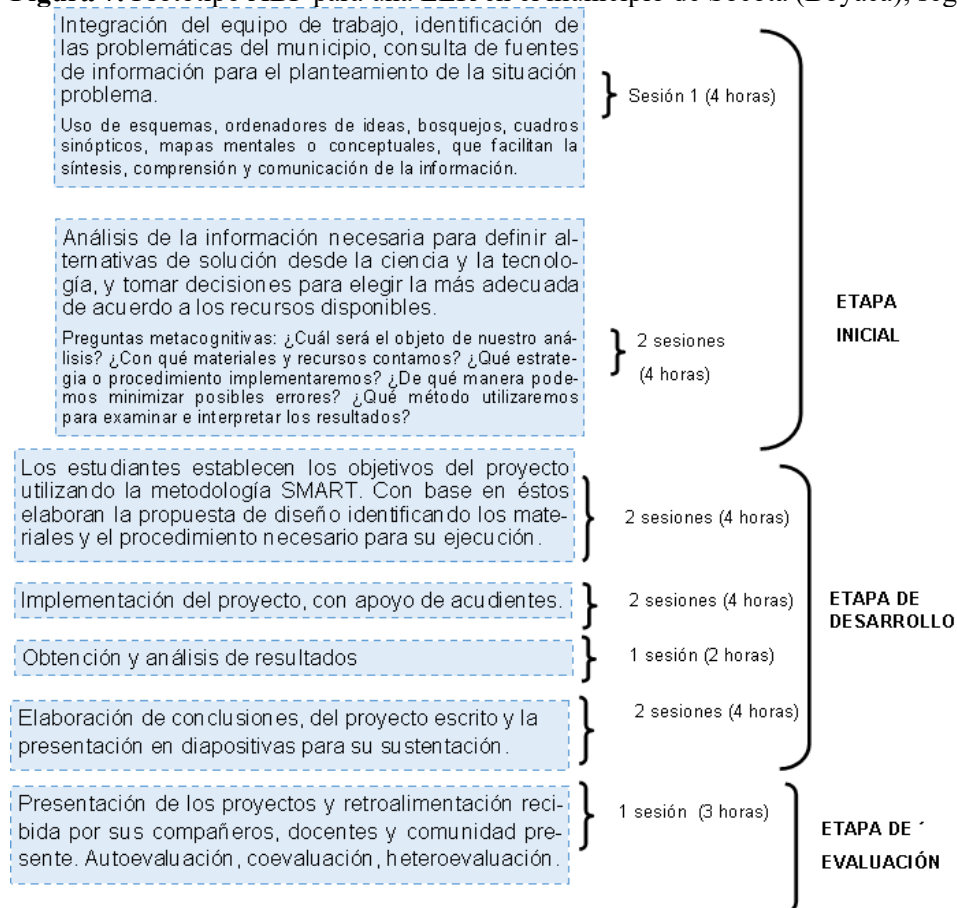 Integración del equipo de trabajo, identificación de
las problemáticas del municipio, consulta de fuentes
de información para el planteamiento de la situación
problema.
Uso de esquemas, ordenadores de ideas, bosquejos, cuadros
sinópticos, mapas mentales o conceptuales, que facilitan la
síntesis, comprensión y comunicación de la información.
Sesión 1 (4 horas)
Análisis de la información necesaria para definir al-
ternativas de solución desde la ciencia y la tecnolo-
gía, y tomar decisiones para elegir la más adecuada
de acuerdo a los recursos disponibles.
Preguntas metacognitivas: ¿Cuál será el objeto de nuestro aná-
lisis? ¿Con qué materiales y recursos contamos? ¿Qué estrate-
gia o procedimiento implementaremos? ¿De qué manera pode-
mos minimizar posibles errores? ¿Qué método utilizaremos
para examinar e interpretar los resultados?
2 sesiones
(4 horas)
ETAPA
INICIAL
Los estudiantes establecen los objetivos del proyecto
utilizando la metodología SMART. Con base en éstos
elaboran la propuesta de diseño identificando los mate-
riales y el procedimiento necesario para su ejecución.
2 sesiones (4 horas)
Implementación del proyecto, con apoyo de acudientes.
2 sesiones (4 horas)
Obtención y análisis de resultados
1 sesión (2 horas)
Elaboración de conclusiones, del proyecto escrito y la
presentación en diapositivas para su sustentación.
2 sesiones (4 horas)
ETAPA DE
DESARROLLO
Presentación de los proyectos y retroalimentación reci-
bida por sus compañeros, docentes y comunidad pre-
sente. Autoevaluación, coevaluación, heteroevaluación.
1 sesión (3 horas)
ETAPA DE ´
EVALUACIÓN